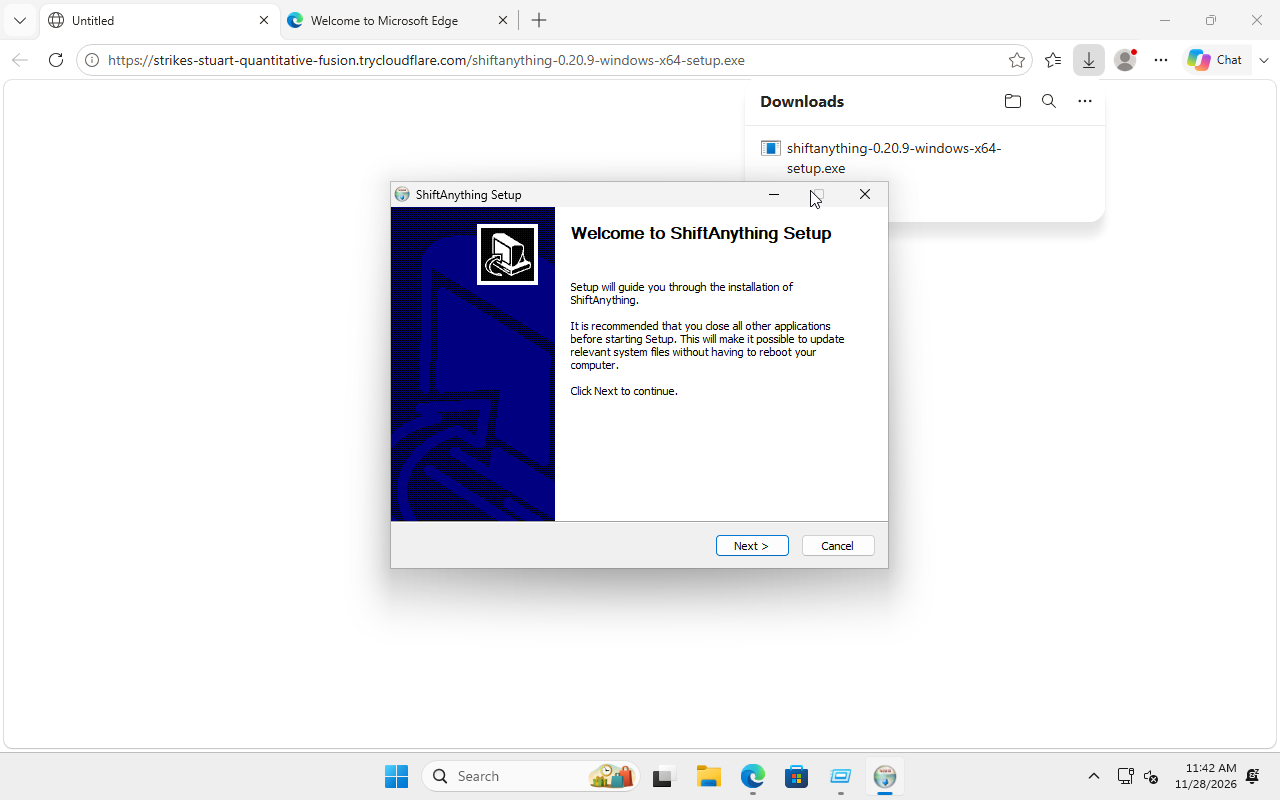 Untitled
Welcome to Microsoft Edge
https://strikes-stuart-quantitative-fusion.trycloudflare.com/shiftanything-0.20.9-windows-x64-setup.exe
Chat
Downloads
shiftanything-0.20.9-windows-x64-
setup.exe
ShiftAnything Setup
Welcome to ShiftAnything Setup
Setup will guide you through the installation of
ShiftAnything.
It is recommended that you close all other applications
before starting Setup. This will make it possible to update
relevant system files without having to reboot your
computer.
Click Next to continue.
Next >
Cancel
Search
11:42 AM
11/28/2026